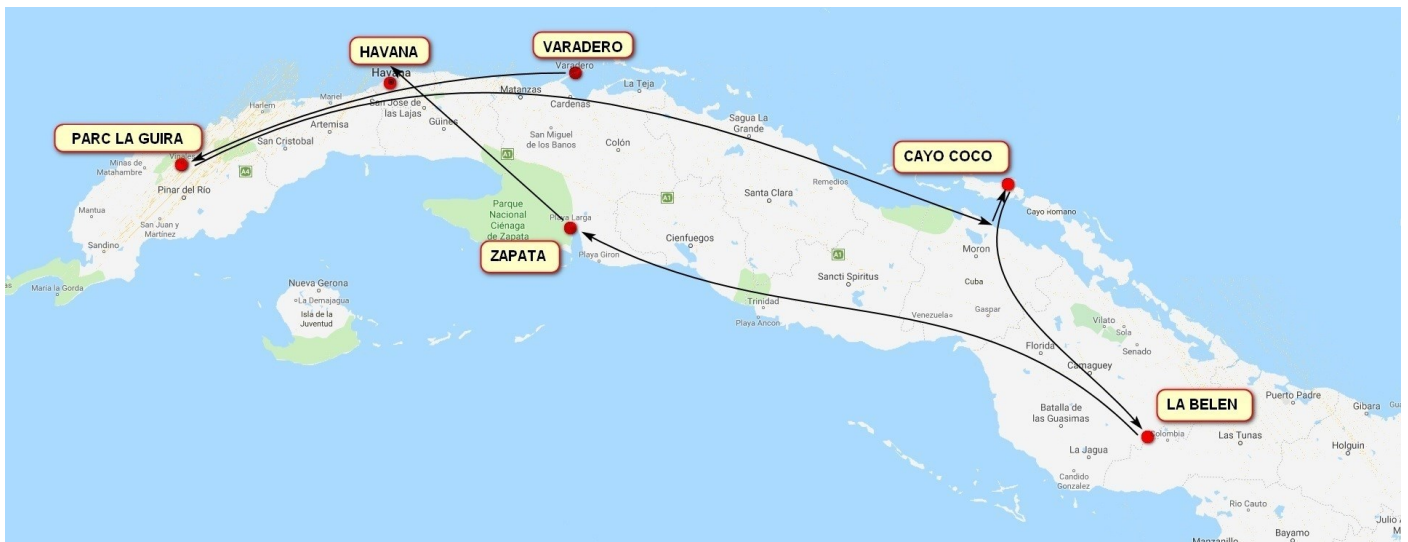 HAVANA
VARADERO
Havana
Varadero
La Teja
Matanzas
Cardenas
Harlem
Mariel
San Jose de
las Lajas
Güines
Artemisa
San Miguel
de los Banos
Colón
Sagua La
Grande
PARC LA GUIRA
San Cristobal
A1
Minas de
Matahambre
A4
Pinar del Río
CAYO COCO
Remedios
Santa Clara
A1
Mantua
San Juan y
Martínez
Parque
Nacional
Ciénaga
de Zapata
Playa Larga
Cayo Romano
Sandino
ZAPATA
Playa Giron
Cienfuegos
A1
Moron
Maria la Gorda
Nueva Gerona
La Demajagua
Isla de la
Juventud
Sancti Spiritus
Cuba
Trinidad
Playa Ancon
Venezuela
Gaspar
Vilato
Sola
Senado
Florida
Camaguey
LA BELEN
Puerto Padre
Gibara
Batalla de
las Guasimas
Colombia
Las Tunas
Holguin
La Jagua
Candido
Gonzalez
Rio Cauto
Bayamo
Manzanillo